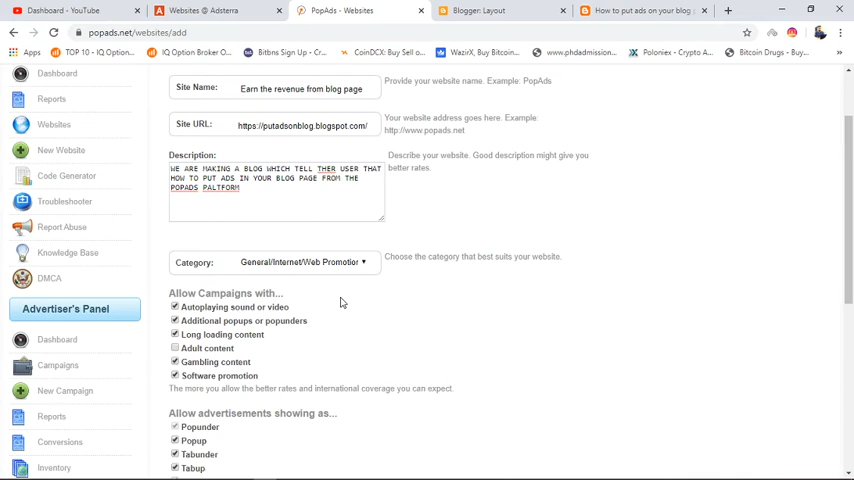 Dashboard - YouTube
Websites @ Adsterra
PopAds - Websites
Blogger: Layout
How to put ads on your blog
popads.net/websites/add
Apps
TOP 10 - IQ Option...
IQ Option Broker O...
Bitbns Sign Up - Cr...
CoinDCX: Buy Sell o...
WazirX, Buy Bitcoin...
www.phdadmission...
Poloniex - Crypto A...
Bitcoin Drugs - Buy...
Dashboard
Reports
Websites
New Website
Code Generator
Troubleshooter
Report Abuse
Knowledge Base
DMCA
Advertiser's Panel
Dashboard
Campaigns
New Campaign
Reports
Conversions
Inventory
Site Name:
Earn the revenue from blog page
Provide your website name. Example: PopAds
Site URL:
https://putadsonblog.blogspot.com/
Your website address goes here. Example:
http://www.popads.net
Description:
WE ARE MAKING A BLOG WHICH TELL THER USER THAT
HOW TO PUT ADS IN YOUR BLOG PAGE FROM THE
POPADS PALTFORM
Describe your website. Good description might give you
better rates.
Category:
General/Internet/Web Promotion
Choose the category that best suits your website.
Allow Campaigns with...
Autoplaying sound or video
Additional popups or popunders
Long loading content
Adult content
Gambling content
Software promotion
The more you allow the better rates and international coverage you can expect.
Allow advertisements showing as...
Popunder
Popup
Tabunder
Tabup